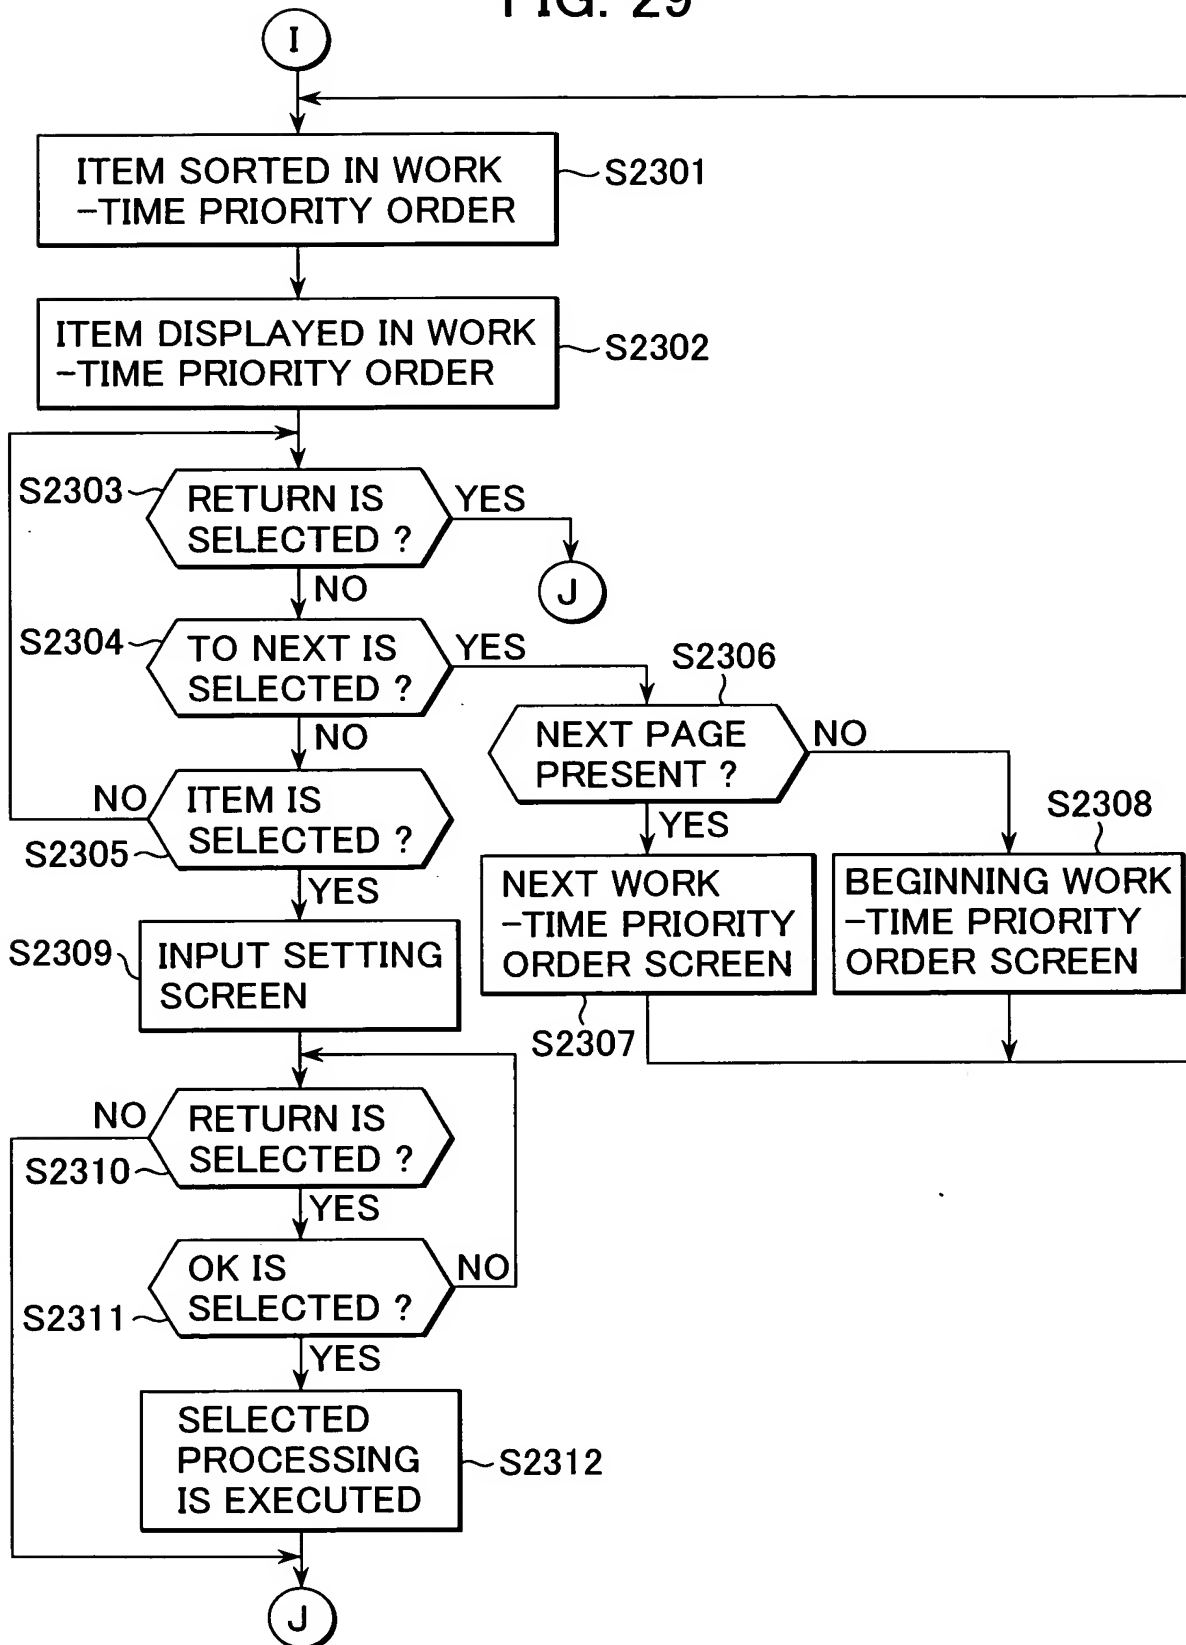 FIG. 29
I
ITEM SORTED IN WORK
-TIME PRIORITY ORDER
S2301
ITEM DISPLAYED IN WORK
-TIME PRIORITY ORDER
S2302
S2303
RETURN IS
SELECTED ?
YES
J
NO
S2304
TO NEXT IS
SELECTED ?
YES
S2306
NEXT PAGE
PRESENT ?
NO
NO
NO
ITEM IS
SELECTED ?
S2305
YES
YES
S2308
NEXT WORK
-TIME PRIORITY
ORDER SCREEN
S2307
BEGINNING WORK
-TIME PRIORITY
ORDER SCREEN
S2309
INPUT SETTING
SCREEN
NO
RETURN IS
SELECTED ?
S2310
YES
OK IS
SELECTED ?
NO
S2311
YES
SELECTED
PROCESSING
IS EXECUTED
S2312
J